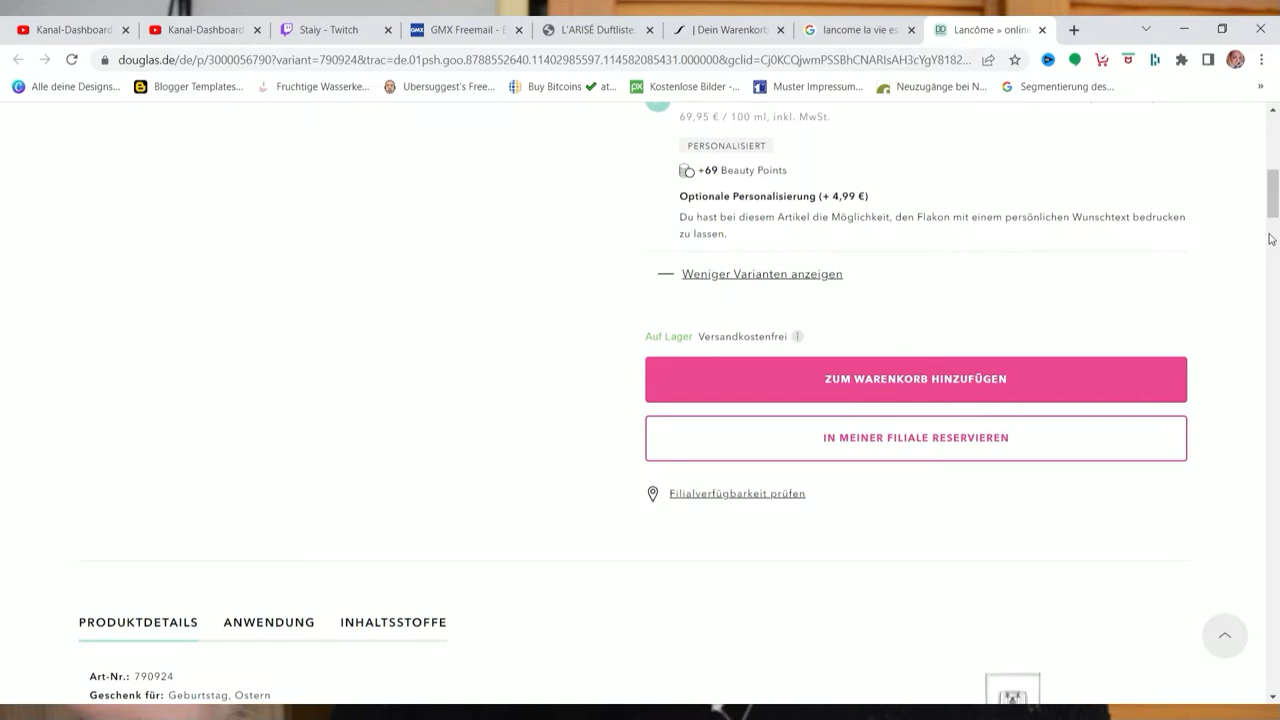 Kanal-Dashboard
Kanal-Dashboard
Staiy - Twitch
GMX Freemail - E
L'ARISÉ Duftliste:
| Dein Warenkorb
lancome la vie es
Lancôme » online
douglas.de/de/p/3000056730?variant=790924&trac=de.01.th.goo.8788552640.11402385597.114582085431.000000&gclid=Cj0KCQjwmPSSBhCNARIsAH3cYgY8182...
Alle deine Designs...
Blogger Templates...
Fruchtige Wasserke...
Ubersuggest's Free...
Buy Bitcoins ✔ at...
Kostenlose Bilder -...
Muster Impressum...
Neuzugänge bei N...
Segmentierung des...
»
69,95 € / 100 ml, inkl. MwSt.
PERSONALISIERT
+69 Beauty Points
Optionale Personalisierung (+ 4,99 €)
Du hast bei diesem Artikel die Möglichkeit, den Flakon mit einem persönlichen Wunschtext bedrucken
zu lassen.
Weniger Varianten anzeigen
Auf Lager Versandkostenfrei
ZUM WARENKORB HINZUFÜGEN
IN MEINER FILIALE RESERVIEREN
Filialverfügbarkeit prüfen
PRODUKTDETAILS ANWENDUNG INHALTSSTOFFE
Art-Nr.: 790924
Geschenk für: Geburtstag, Ostern